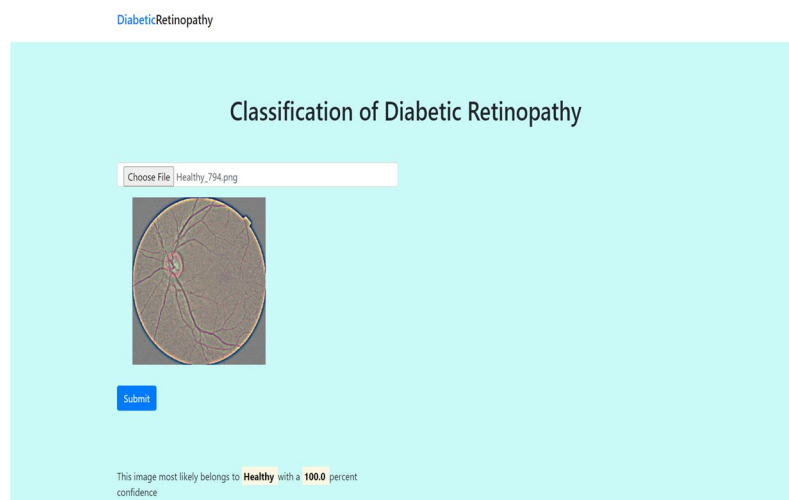 DiabeticRetinopathy
Classification of Diabetic Retinopathy
Choose File Healthy_794.png
Submit
This image most likely belongs to Healthy with a 100.0 percent
confidence